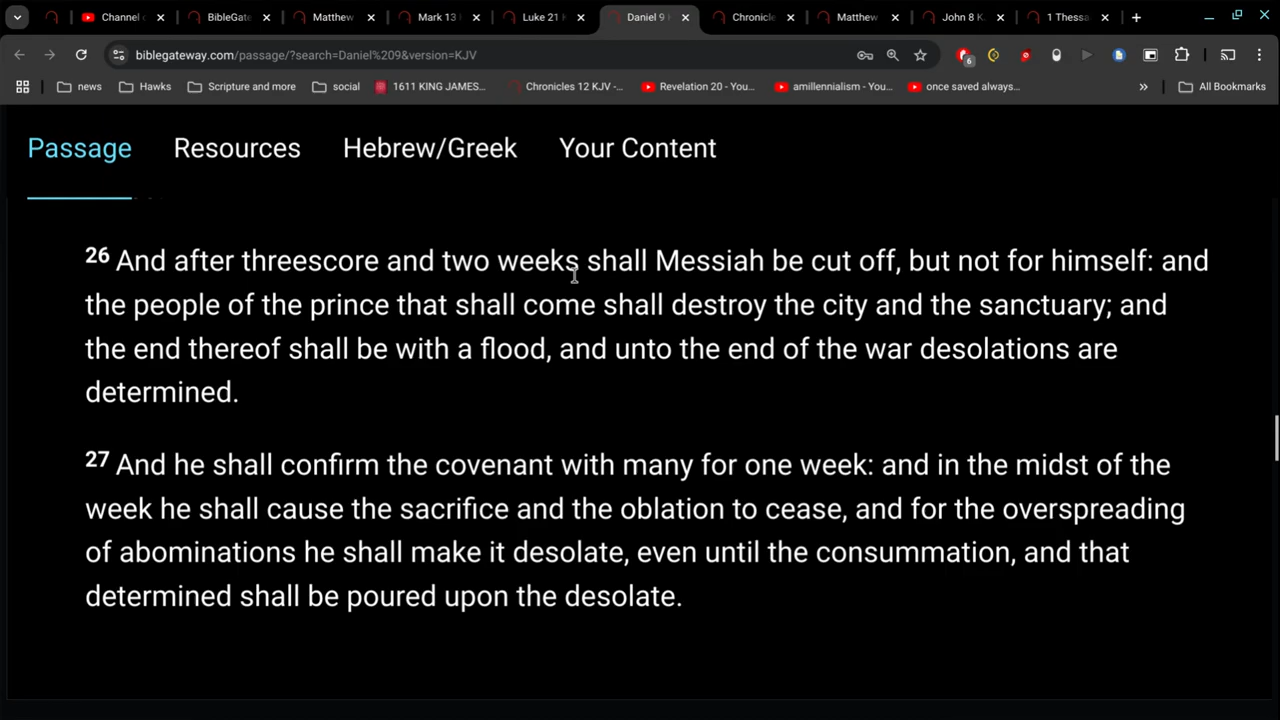 Channel
BibleGate
Matthew
Mark 13
Luke 21
Daniel 9
Chronicle
Matthew
John 8 K
1 Thessa
biblegateway.com/passage/?search=Daniel%209&version=KJV
6
news
Hawks
Scripture and more
social
1611 KING JAMES...
Chronicles 12 KJV -...
Revelation 20 - You...
amillennialism - You...
once saved always...
»
All Bookmarks
Passage Resources Hebrew/Greek Your Content
26 And after threescore and two weeks shall Messiah be cut off, but not for himself: and
the people of the prince that shall come shall destroy the city and the sanctuary; and
the end thereof shall be with a flood, and unto the end of the war desolations are
determined.
27 And he shall confirm the covenant with many for one week: and in the midst of the
week he shall cause the sacrifice and the oblation to cease, and for the overspreading
of abominations he shall make it desolate, even until the consummation, and that
determined shall be poured upon the desolate.